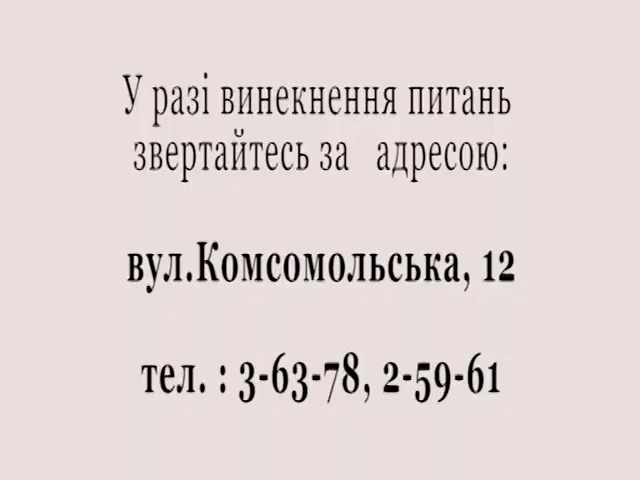 У разі винекнення питань
звертайтесь за адресою:
вул.Комсомольська, 12
тел. : 3-63-78, 2-59-61